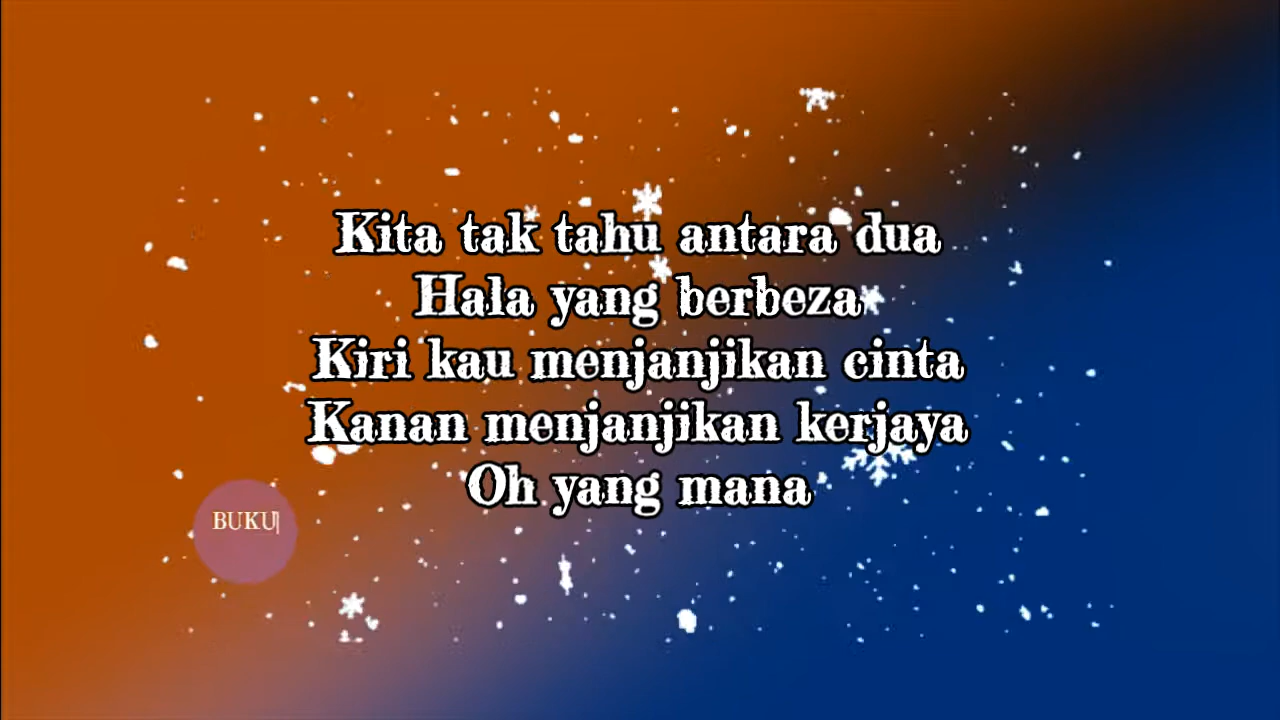 Kita tak tahu antara dua
Hala yang berbeza
Kiri kau menjanjikan cinta
Kanan menjanjikan kerjaya
Oh yang mana
BUKU